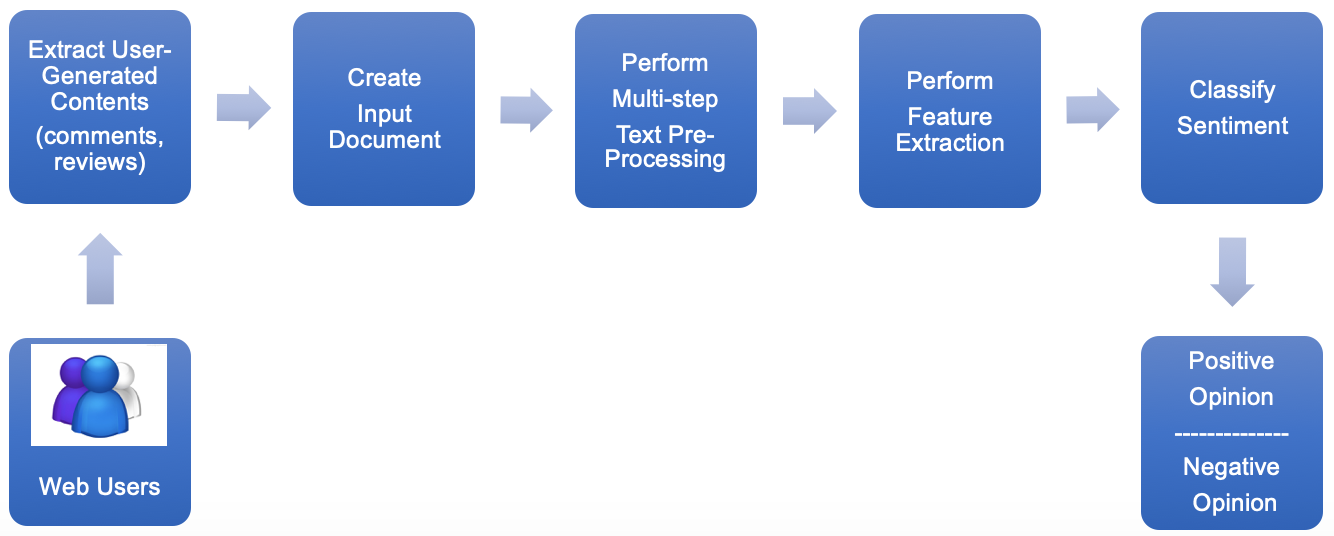 Extract User-
Generated
Contents
(comments,
reviews)
Create
Input
Document
Perform
Multi-step
Text Pre-
Processing
Perform
Feature
Extraction
Classify
Sentiment
Web Users
Positive
Opinion
--------------
Negative
Opinion